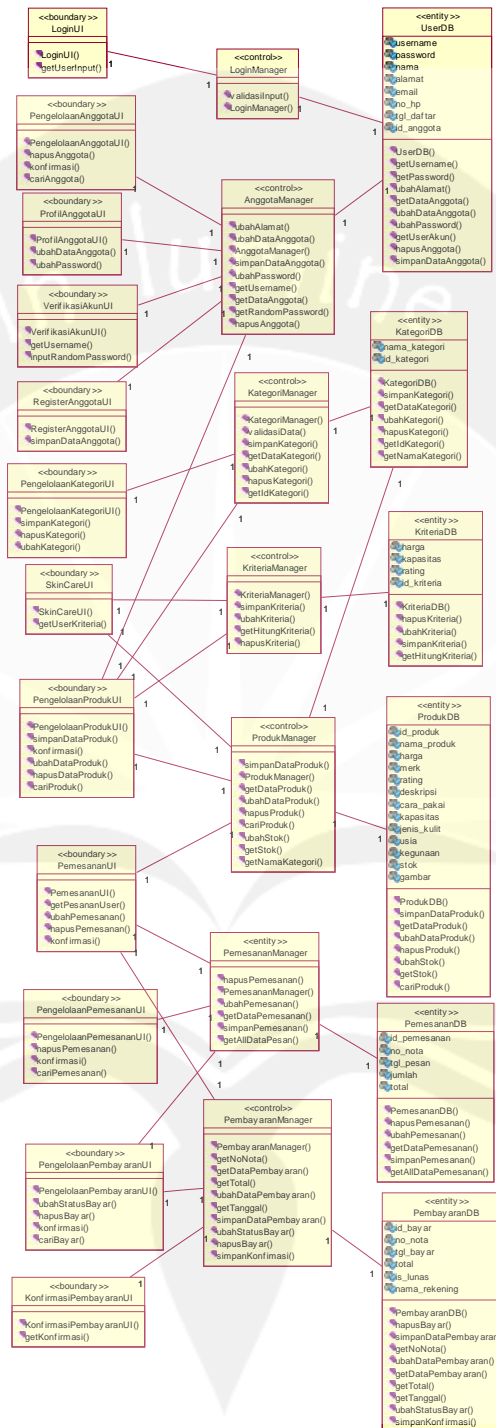 <<boundary>>
LoginUI
LoginUI()
getUserInput()
<<control>>
LoginManager
validasiInput()
LoginManager()
<<entity>>
UserDB
username
password
nama
alamat
email
no_hp
tgl_daftar
id_anggota
UserDB()
getUsername()
getPassword()
ubahAlamat()
getDataAnggota()
ubahDataAnggota()
ubahPassword()
getUserAkun()
hapusAnggota()
simpanDataAnggota()
<<boundary>>
PengelolaanAnggotaUI
PengelolaanAnggotaUI()
hapusAnggota()
konfirmasi()
cariAnggota()
<<boundary>>
ProfilAnggotaUI
ProfilAnggotaUI()
ubahDataAnggota()
ubahPassword()
<<control>>
AnggotaManager
ubahAlamat()
ubahDataAnggota()
AnggotaManager()
simpanDataAnggota()
ubahPassword()
getUsername()
getDataAnggota()
getRandomPassword()
hapusAnggota()
<<boundary>>
VerifikasiAkunUI
VerifikasiAkunUI()
getUsername()
inputRandomPassword()
<<boundary>>
RegisterAnggotaUI
RegisterAnggotaUI()
simpanDataAnggota()
<<entity>>
KategoriDB
nama_kategori
id_kategori
KategoriDB()
simpanKategori()
getDataKategori()
ubahKategori()
hapusKategori()
getIdKategori()
getNamaKategori()
<<control>>
KategoriManager
KategoriManager()
validasiData()
simpanKategori()
getDataKategori()
ubahKategori()
hapusKategori()
getIdKategori()
<<boundary>>
PengelolaanKategoriUI
PengelolaanKategoriUI()
simpanKategori()
hapusKategori()
ubahKategori()
<<boundary>>
SkinCareUI
SkinCareUI()
getUserKriteria()
<<control>>
KriteriaManager
KriteriaManager()
simpanKriteria()
ubahKriteria()
getHitungKriteria()
hapusKriteria()
<<entity>>
KriteriaDB
harga
kapasitas
rating
id_kriteria
KriteriaDB()
hapusKriteria()
ubahKriteria()
simpanKriteria()
getHitungKriteria()
<<boundary>>
PengelolaanProdukUI
PengelolaanProdukUI()
simpanDataProduk()
konfirmasi()
ubahDataProduk()
hapusDataProduk()
cariProduk()
<<control>>
ProdukManager
simpanDataProduk()
ProdukManager()
getDataProduk()
ubahDataProduk()
hapusProduk()
cariProduk()
ubahStok()
getStok()
getNamaKategori()
<<entity>>
ProdukDB
id_produk
nama_produk
harga
merk
rating
deskripsi
cara_pakai
kapasitas
jenis_kulit
usia
kegunaan
stok
gambar
ProdukDB()
simpanDataProduk()
getDataProduk()
ubahDataProduk()
hapusProduk()
ubahStok()
getStok()
cariProduk()
<<boundary>>
PemesananUI
PemesananUI()
getPesananUser()
ubahPemesanan()
hapusPemesanan()
konfirmasi()
<<entity>>
PemesananManager
hapusPemesanan()
PemesananManager()
ubahPemesanan()
getDataPemesanan()
simpanPemesanan()
getAllDataPesan()
<<boundary>>
PengelolaanPemesananUI
PengelolaanPemesananUI()
hapusPemesanan()
konfirmasi()
cariPemesanan()
<<entity>>
PemesananDB
id_pemesanan
no_nota
tgl_pesan
jumlah
total
PemesananDB()
hapusPemesanan()
ubahPemesanan()
getDataPemesanan()
simpanPemesanan()
getAllDataPemesanan()
<<control>>
PembayaranManager
PembayaranManager()
getNoNota()
getDataPembayaran()
getTotal()
ubahDataPembayaran()
getTanggal()
simpanDataPembayaran()
ubahStatusBayar()
hapusBayar()
simpanKonfirmasi()
<<boundary>>
PengelolaanPembayaranUI
PengelolaanPembayaranUI()
ubahStatusBayar()
hapusBayar()
konfirmasi()
cariBayar()
<<boundary>>
KonfirmasiPembayaranUI
KonfirmasiPembayaranUI()
getKonfirmasi()
<<entity>>
PembayaranDB
id_bayar
no_nota
tgl_bayar
total
is_lunas
nama_rekening
PembayaranDB()
hapusBayar()
simpanDataPembayaran
getNoNota()
ubahDataPembayaran()
getDataPembayaran()
getTotal()
getTanggal()
ubahStatusBayar()
simpanKonfirmasi()